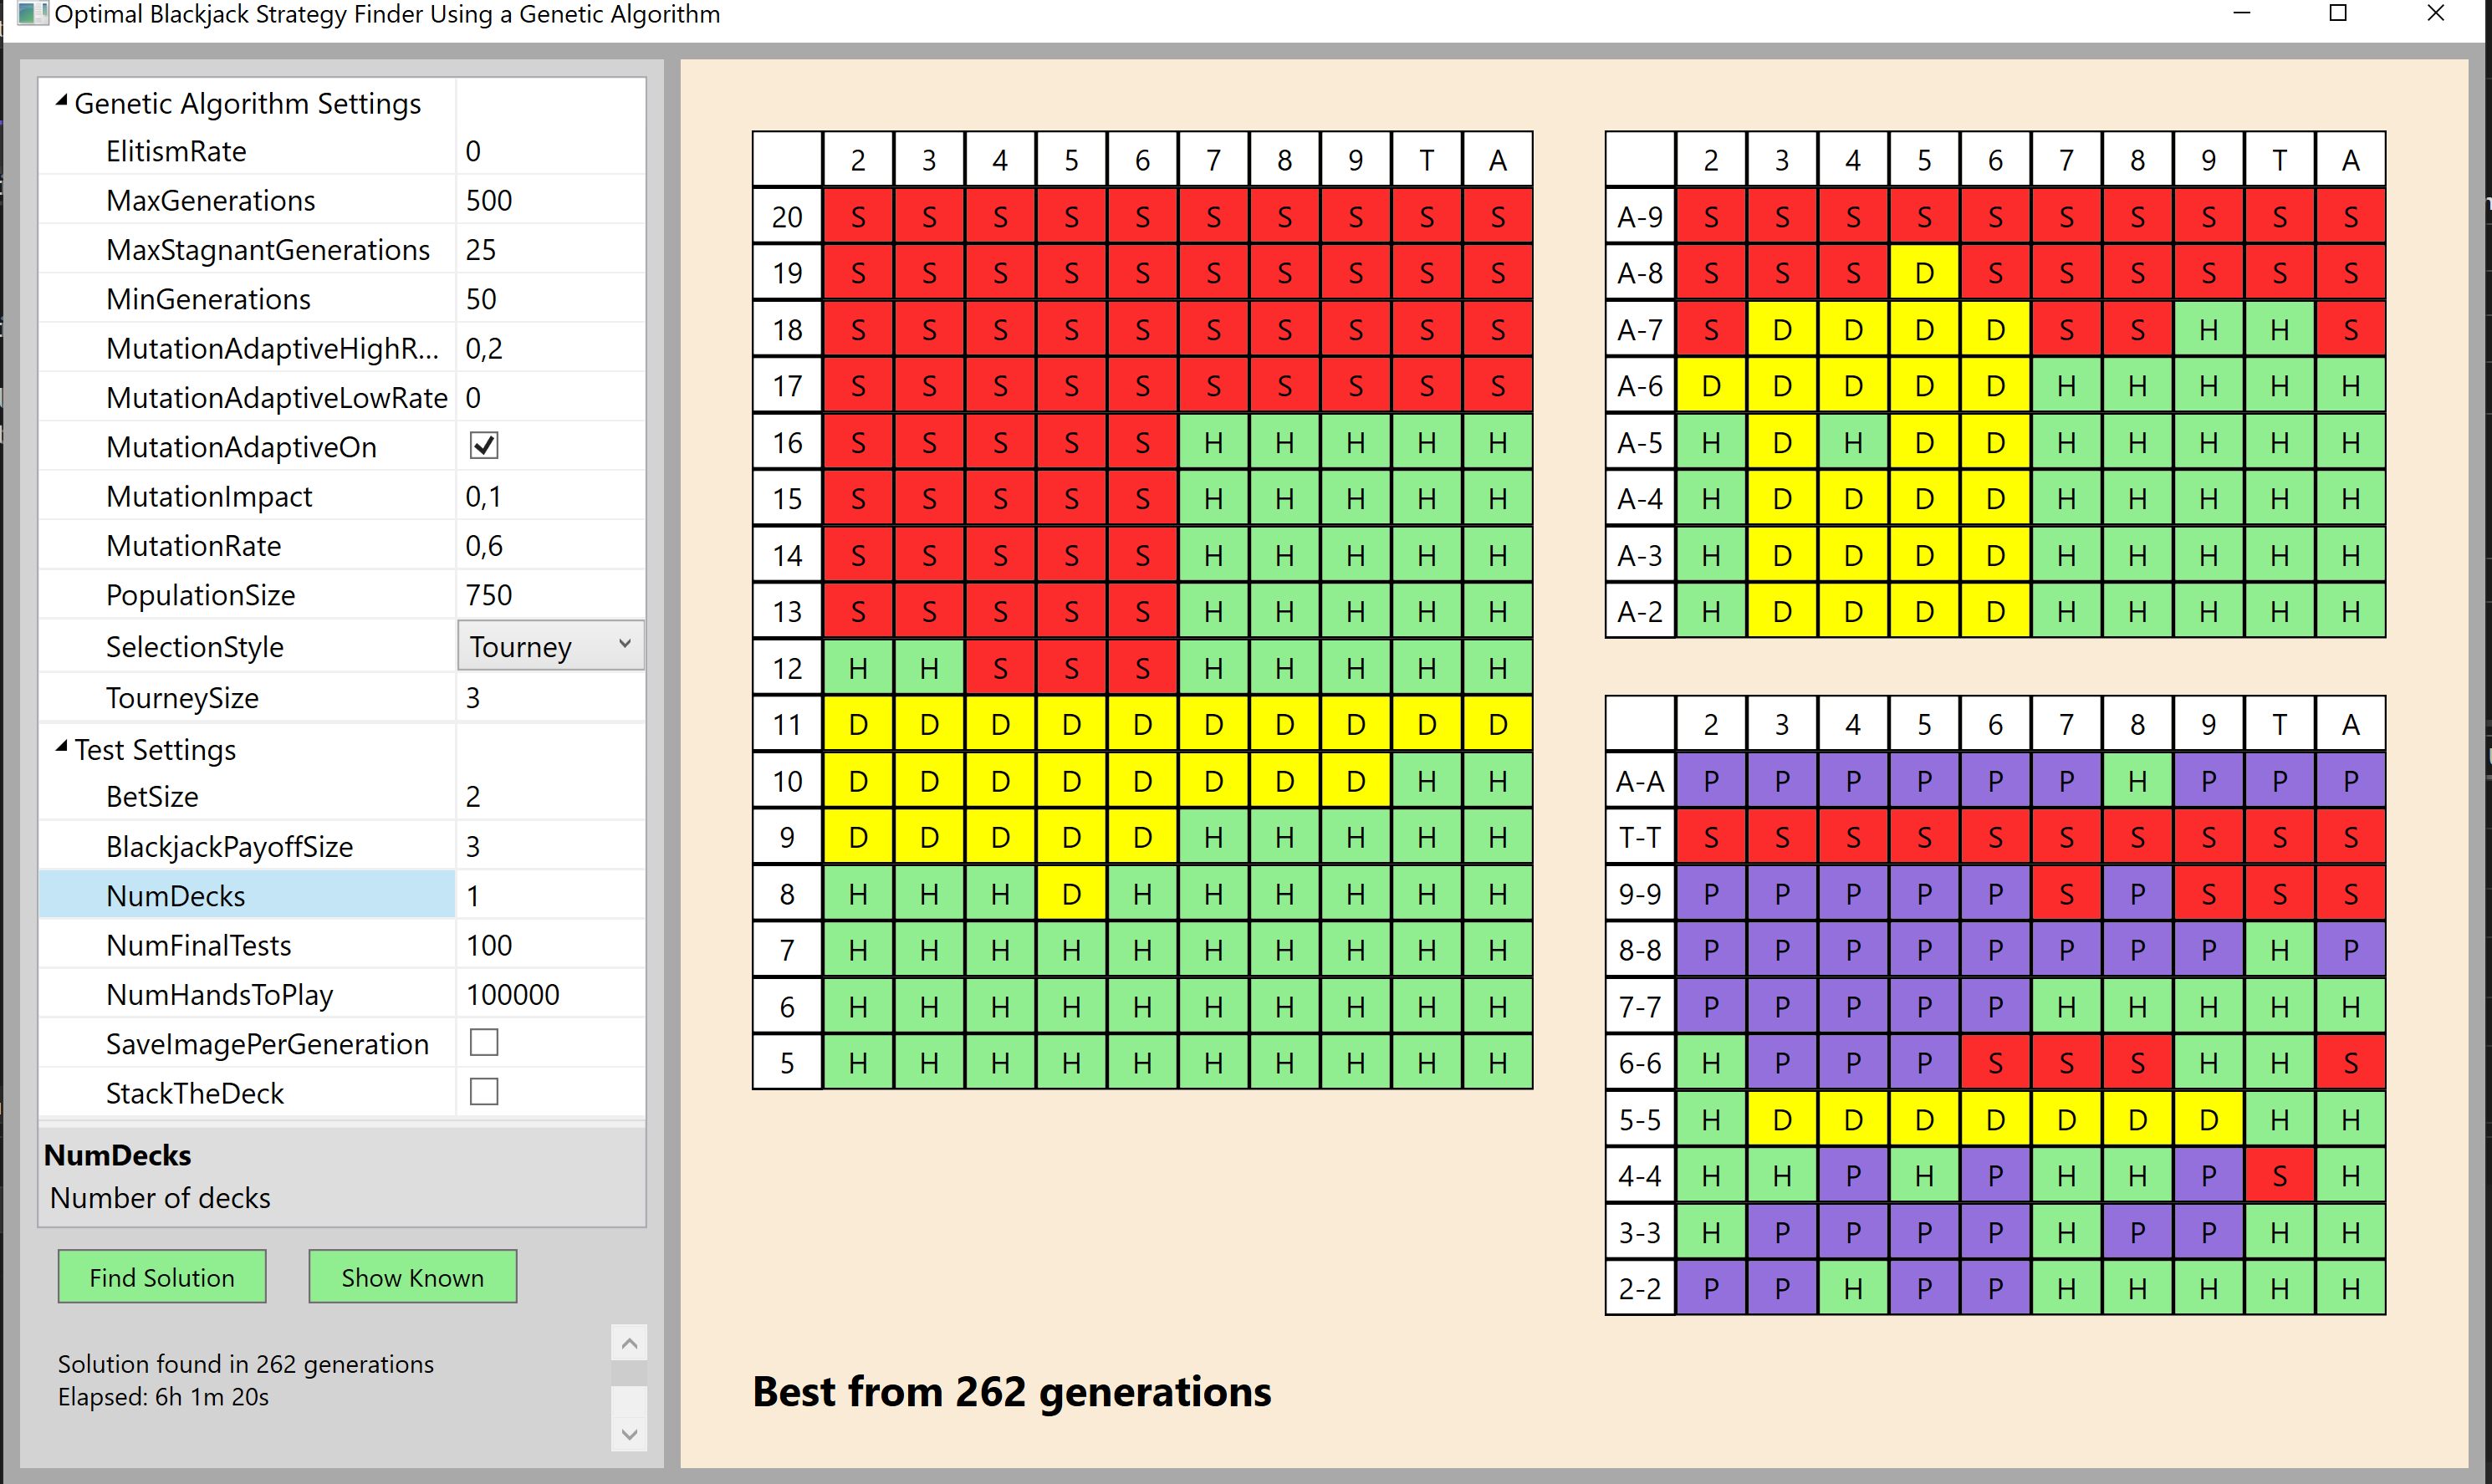 Optimal Blackjack Strategy Finder Using a Genetic Algorithm
Genetic Algorithm Settings
ElitismRate 0
MaxGenerations 500
MaxStagnantGenerations 25
MinGenerations 50
MutationAdaptiveHighR... 0,2
MutationAdaptiveLowRate 0
MutationAdaptiveOn
MutationImpact 0,1
MutationRate 0,6
PopulationSize 750
SelectionStyle Tourney
TourneySize 3
Test Settings
BetSize 2
BlackjackPayoffSize 3
NumDecks 1
NumFinalTests 100
NumHandsToPlay 100000
SaveImagePerGeneration
StackTheDeck
NumDecks
Number of decks
Find Solution Show Known
Solution found in 262 generations
Elapsed: 6h 1m 20s
2 3 4 5 6 7 8 9 T A
20 S S S S S S S S S S
19 S S S S S S S S S S
18 S S S S S S S S S S
17 S S S S S S S S S S
16 S S S S S H H H H H
15 S S S S S H H H H H
14 S S S S S H H H H H
13 S S S S S H H H H H
12 H H S S S H H H H H
11 D D D D D D D D D D
10 D D D D D D D D H H
9 D D D D D H H H H H
8 H H H D H H H H H H
7 H H H H H H H H H H
6 H H H H H H H H H H
5 H H H H H H H H H H
2 3 4 5 6 7 8 9 T A
A-9 S S S S S S S S S S
A-8 S S S D S S S S S S
A-7 S D D D D S S H H S
A-6 D D D D D H H H H H
A-5 H D H D D H H H H H
A-4 H D D D D H H H H H
A-3 H D D D D H H H H H
A-2 H D D D D H H H H H
2 3 4 5 6 7 8 9 T A
A-A P P P P P P H P P P
T-T S S S S S S S S S S
9-9 P P P P P S P S S S
8-8 P P P P P P P P H P
7-7 P P P P P H H H H H
6-6 H P P P S S S H H S
5-5 H D D D D D D D H H
4-4 H H P H P H H P S H
3-3 H P P P P H P P H H
2-2 P P H P P H H H H H
Best from 262 generations